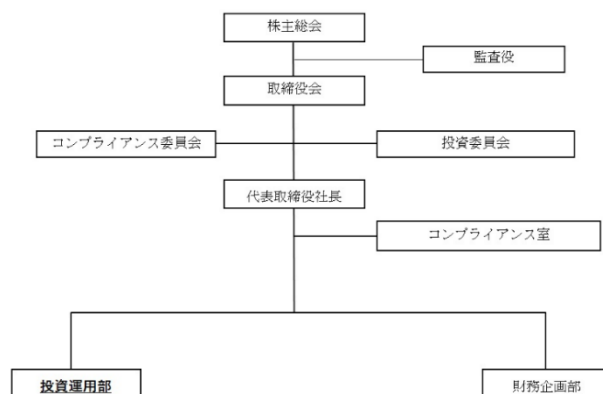 株主総会
監査役
取締役会
コンプライアンス委員会
投資委員会
代表取締役社長
コンプライアンス室
投資運用部
財務企画部